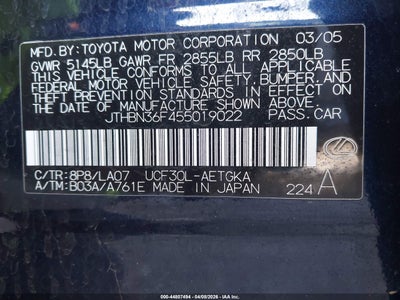 MFD.BY:TOYOTA MOTOR CORPORATION 03/05
GVWR 5145LB GAWR FR 2855LB RR 2850LB
THIS VEHICLE CONFORMS TO ALL APPLICABLE
FEDERAL MOTOR VEHICLE SAFETY, BUMPER, AND
THEFT PREVENTION STANDARDS IN EFFECT ON
THE DATE OF MANUFACTURE SHOWN ABOVE.
JTHBN36F455019022 PASS.CAR
C/TR: 8P8/LA07 UCF30L-AETGKA
A/TM: B03A/A761E MADE IN JAPAN 224 A
000-44807494 - 04/08/2026 - IAA Inc.